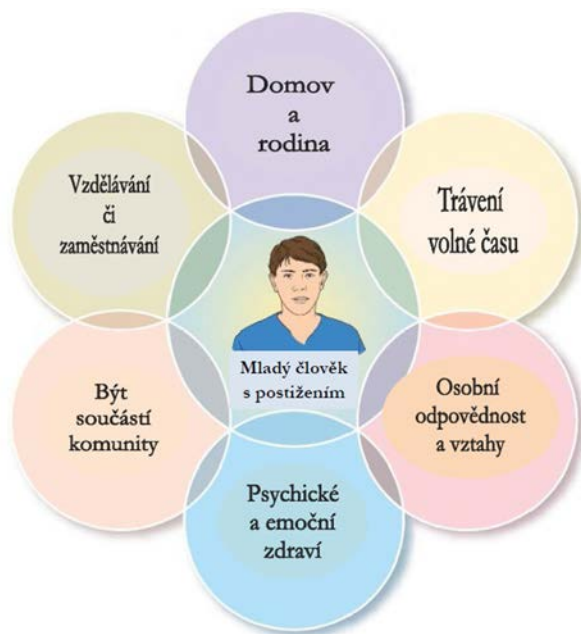 Domov
a
rodina
Trávení
volné času
Osobní
odpovědnost
a vztahy
Psychické
a emoční
zdraví
Být
součástí
komunity
Vzdělávání
či
zaměstnávání
Mladý člověk
s postižením